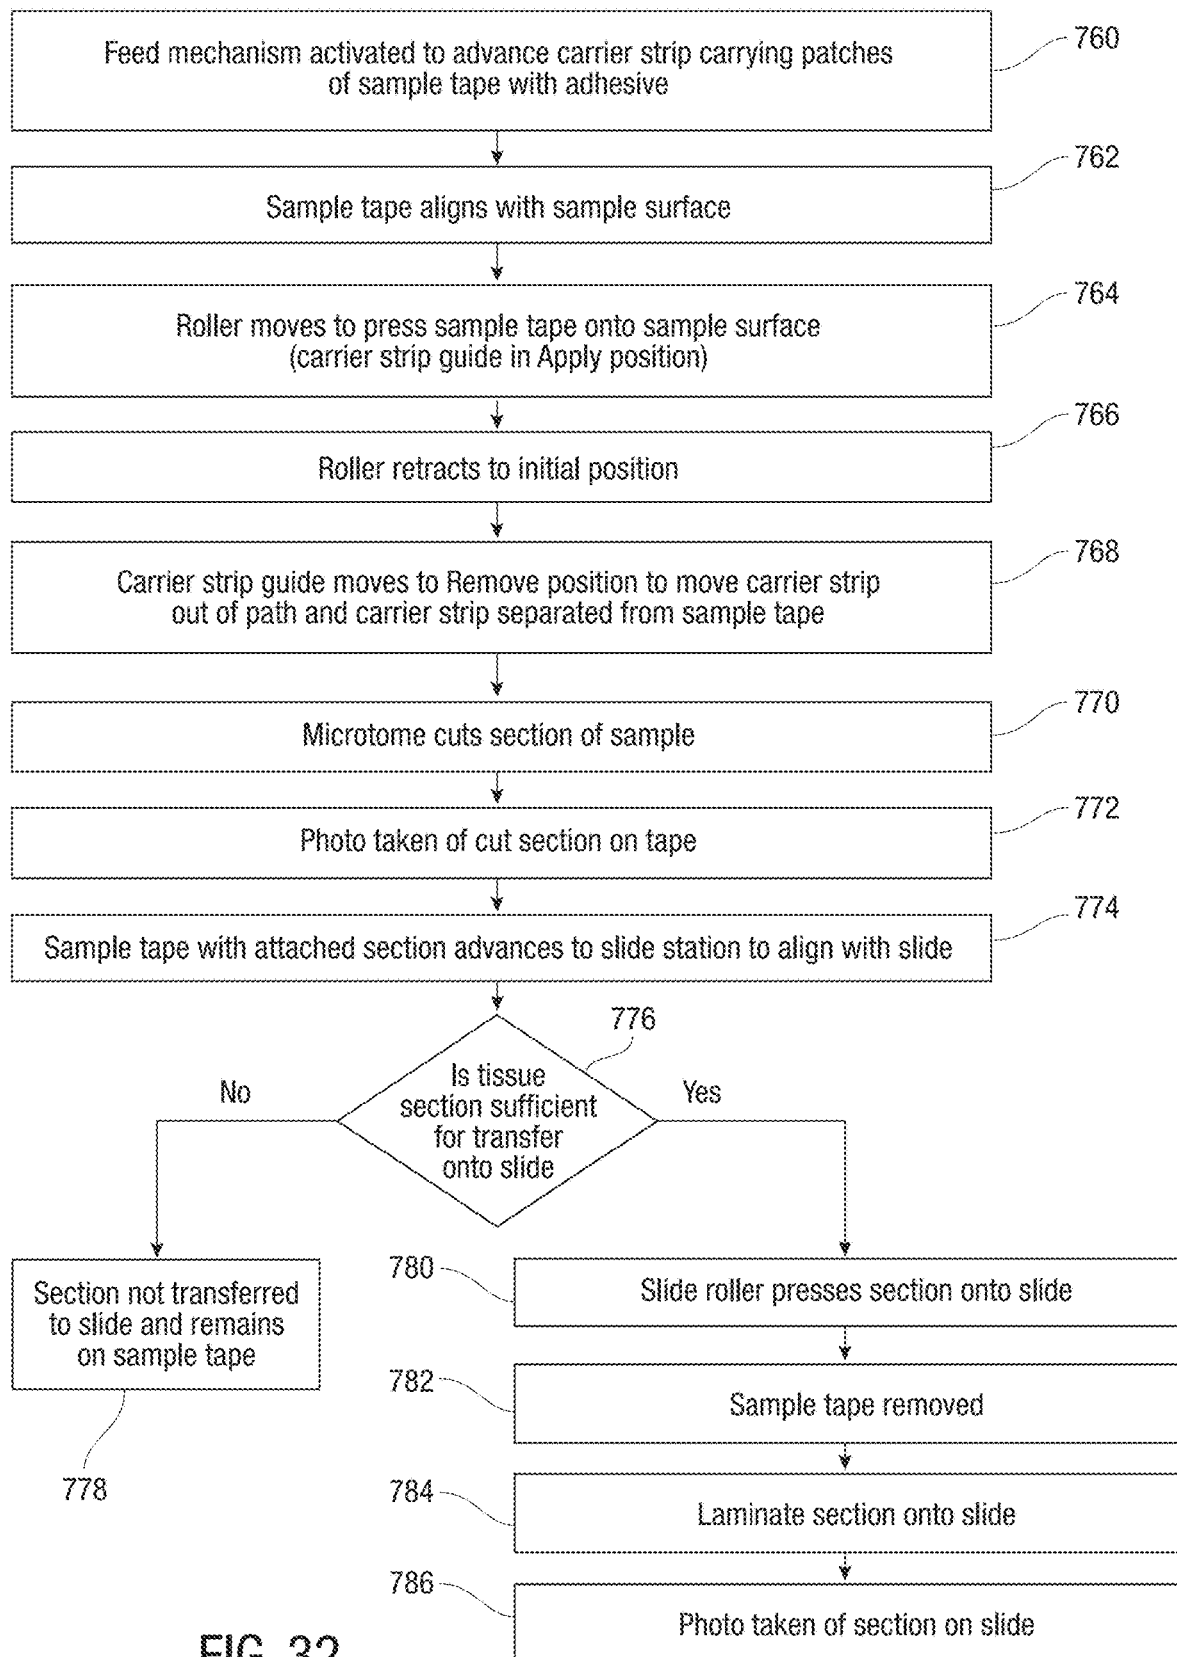 Feed mechanism activated to advance carrier strip carrying patches
of sample tape with adhesive
760
762
Sample tape aligns with sample surface
764
Roller moves to press sample tape onto sample surface
(carrier strip guide in Apply position)
766
Roller retracts to initial position
768
Carrier strip guide moves to Remove position to move carrier strip
out of path and carrier strip separated from sample tape
770
Microtome cuts section of sample
772
Photo taken of cut section on tape
774
Sample tape with attached section advances to slide station to align with slide
776
No
Is tissue
section sufficient
for transfer
onto slide
Yes
Section not transferred
to slide and remains
on sample tape
778
780
Slide roller presses section onto slide
782
Sample tape removed
784
Laminate section onto slide
786
Photo taken of section on slide
FIG. 32